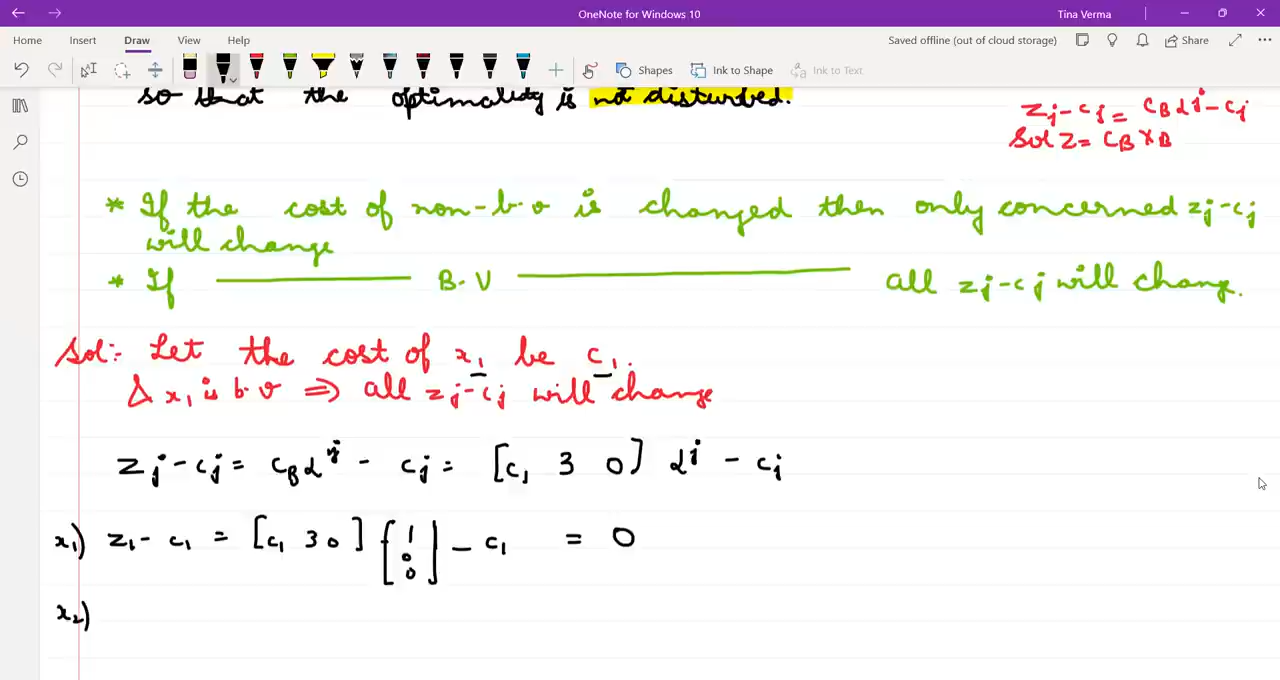 OneNote for Windows 10
Tina Verma
Home Insert Draw View Help
Saved offline (out of cloud storage)
Share
Shapes
Ink to Shape
Ink to Text
so that the optimality is not disturbed.
zj-cj = CB αj - cj
Sol Z = CB XB
* If the cost of non-b.v is changed then only concerned zj-cj
will change
* If ——— B.V ——— all zj-cj will change.
Sol:- Let the cost of x1 be c1.
Δ x1 is b.v ⇒ all zj-cj will change
zj-cj = CB αj - cj = [c1 3 0] αj - cj
x1) z1 - c1 = [c1 3 0] [1 0 0] - c1 = 0
x2)